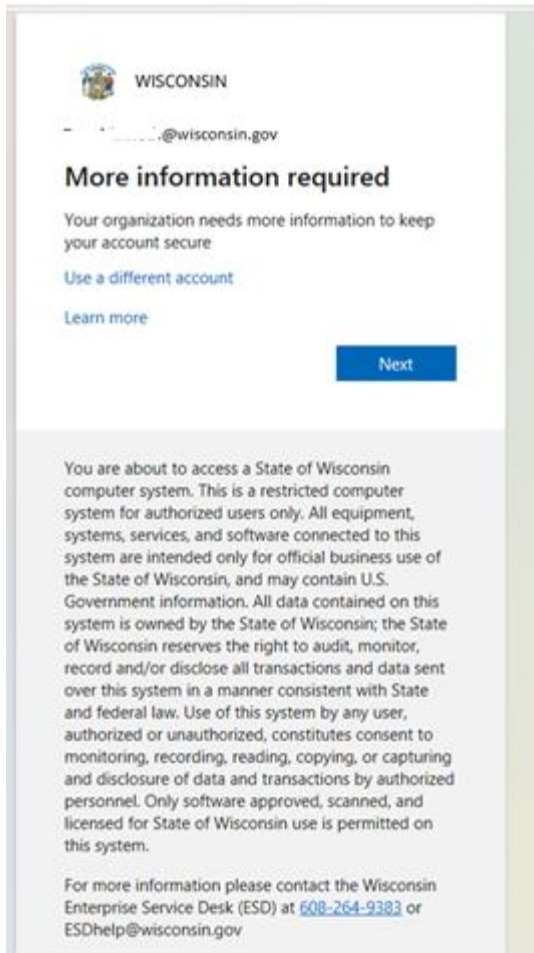 WISCONSIN
@wisconsin.gov
More information required
Your organization needs more information to keep
your account secure
Use a different account
Learn more
Next
You are about to access a State of Wisconsin
computer system. This is a restricted computer
system for authorized users only. All equipment,
systems, services, and software connected to this
system are intended only for official business use of
the State of Wisconsin, and may contain U.S.
Government information. All data contained on this
system is owned by the State of Wisconsin; the State
of Wisconsin reserves the right to audit, monitor,
record and/or disclose all transactions and data sent
over this system in a manner consistent with State
and federal law. Use of this system by any user,
authorized or unauthorized, constitutes consent to
monitoring, recording, reading, copying, or capturing
and disclosure of data and transactions by authorized
personnel. Only software approved, scanned, and
licensed for State of Wisconsin use is permitted on
this system.
For more information please contact the Wisconsin
Enterprise Service Desk (ESD) at 608-264-9383 or
ESDhelp@wisconsin.gov